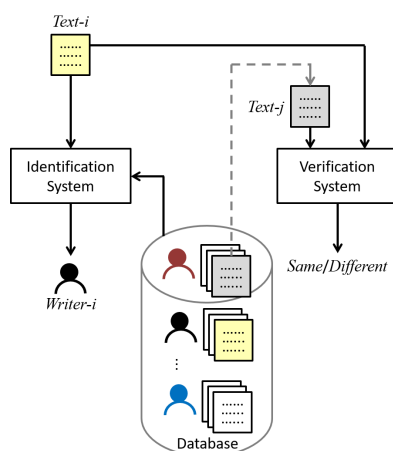 Text-i
Text-j
Identification
System
Verification
System
Writer-i
Same/Different
⋮
Database